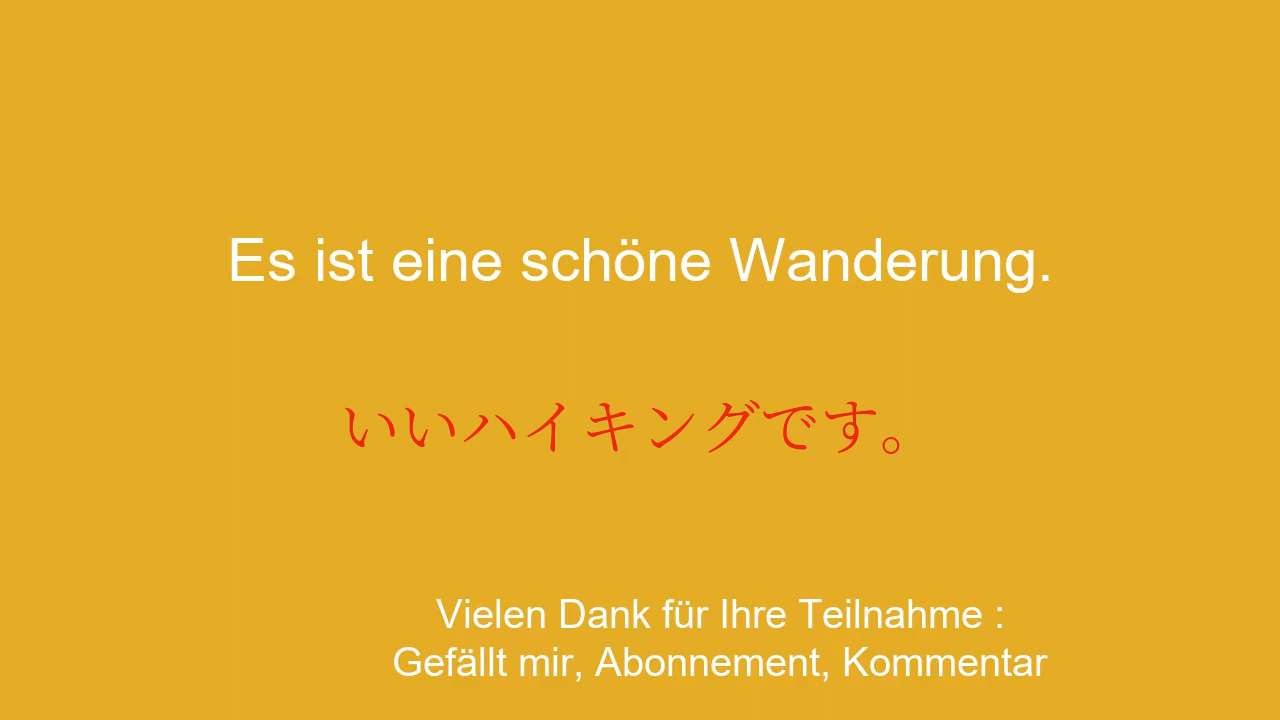 Es ist eine schöne Wanderung.
いいハイキングです。
Vielen Dank für Ihre Teilnahme :
Gefällt mir, Abonnement, Kommentar